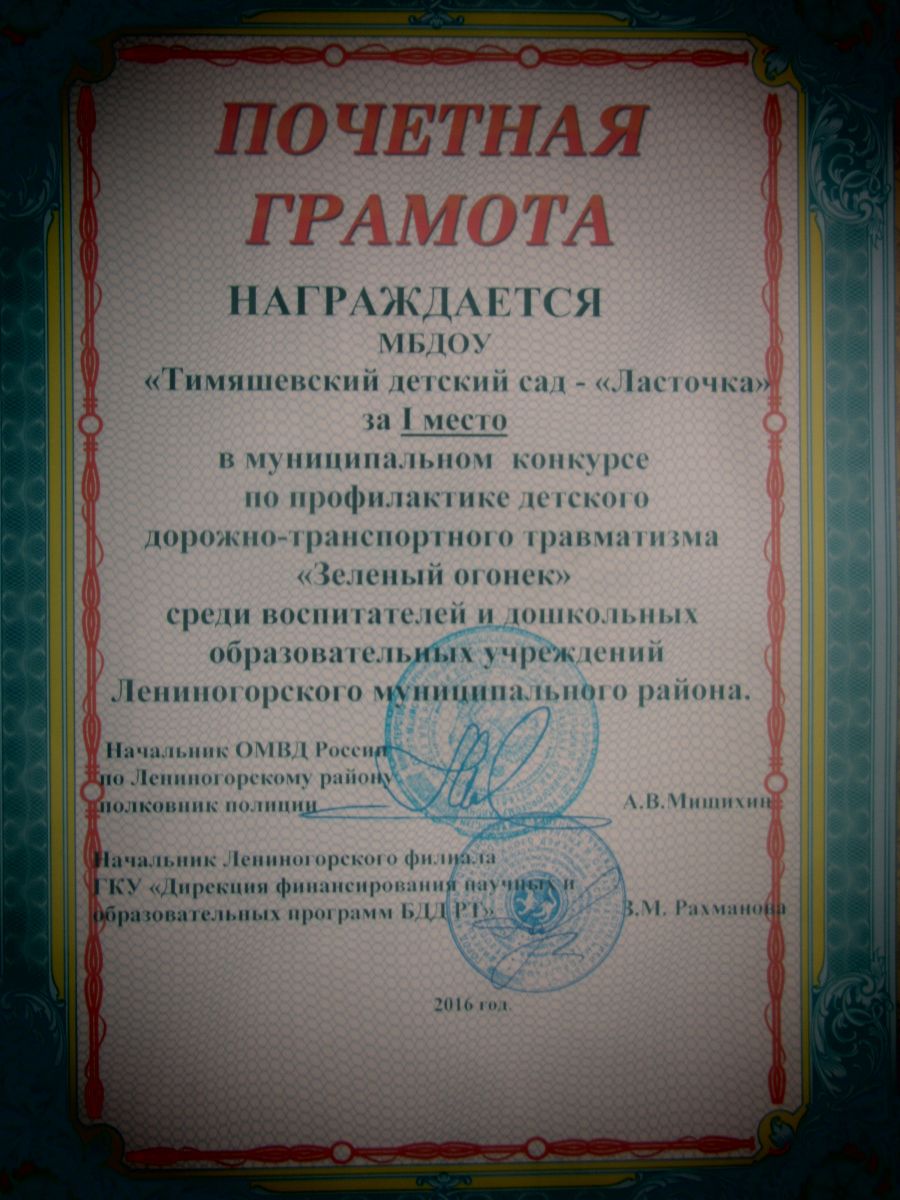 ПОЧЕТНАЯ
ГРАМОТА
НАГРАЖДАЕТСЯ
МБДОУ
«Тимяшевский детский сад - «Ласточка»
за I место
в муниципальном конкурсе
по профилактике детского
дорожно-транспортного травматизма
«Зеленый огонек»
среди воспитателей и дошкольных
образовательных учреждений
Лениногорского муниципального района.
Начальник ОМВД России
по Лениногорскому району
полковник полиции А.В.Мишихин
Начальник Лениногорского филиала
ГКУ «Дирекция финансирования научных и
образовательных программ БДД РТ» З.М. Рахманова
2016 год.